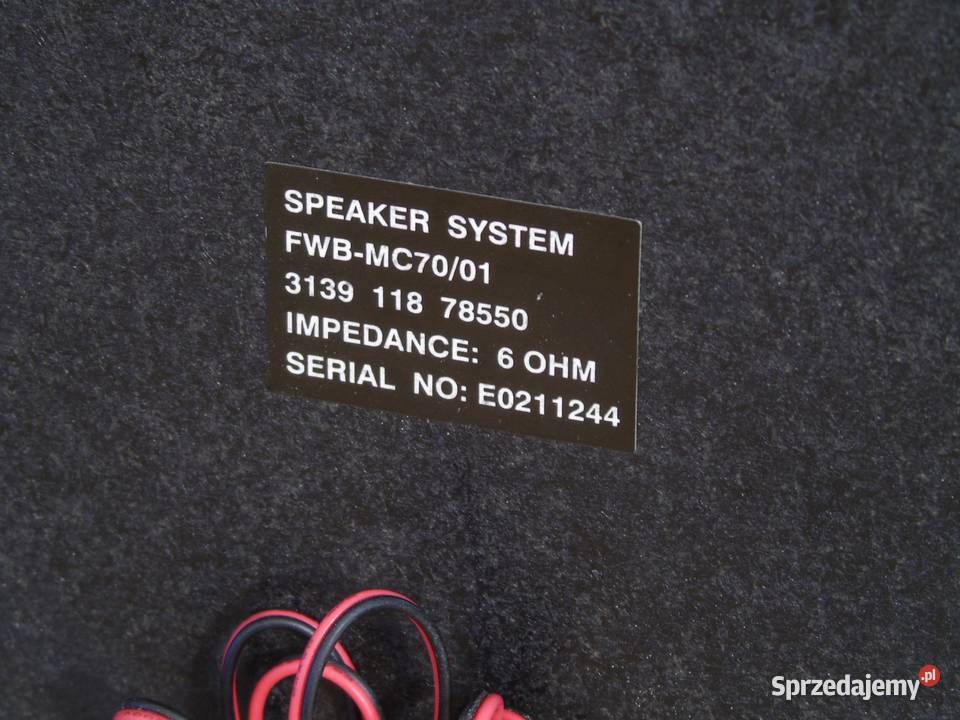 SPEAKER SYSTEM
FWB-MC70/01
3139 118 78550
IMPEDANCE: 6 OHM
SERIAL NO: E0211244
Sprzedajemy.pl